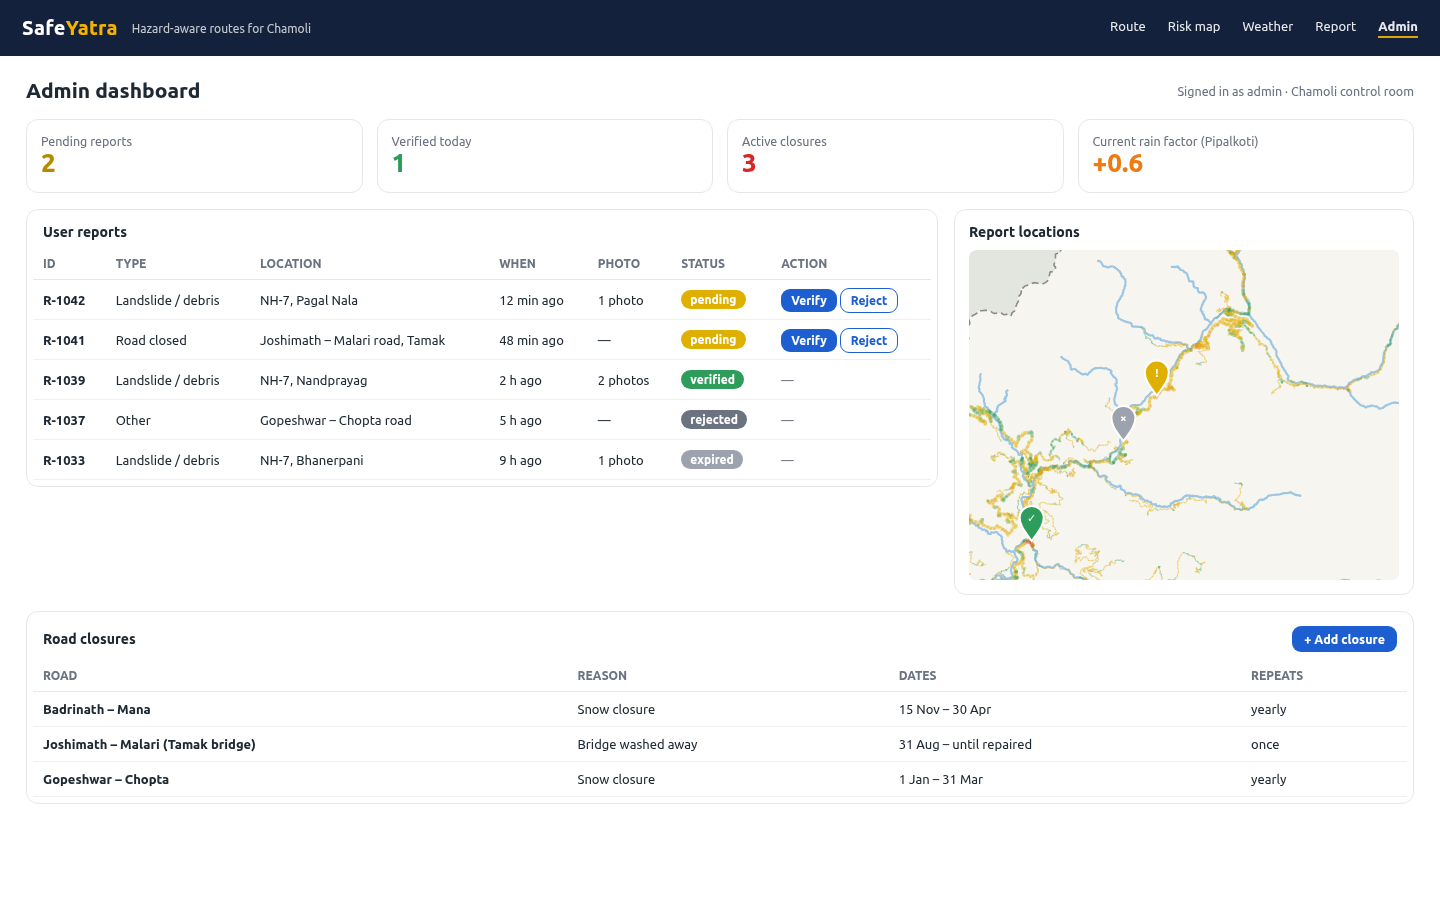 SafeYatra Hazard-aware routes for Chamoli Route Risk map Weather Report Admin
Admin dashboard Signed in as admin · Chamoli control room
Pending reports Verified today Active closures Current rain factor (Pipalkoti)
2 1 3 +0.6
User reports
ID TYPE LOCATION WHEN PHOTO STATUS ACTION
R-1042 Landslide / debris NH-7, Pagal Nala 12 min ago 1 photo pending Verify Reject
R-1041 Road closed Joshimath – Malari road, Tamak 48 min ago — pending Verify Reject
R-1039 Landslide / debris NH-7, Nandprayag 2 h ago 2 photos verified —
R-1037 Other Gopeshwar – Chopta road 5 h ago — rejected —
R-1033 Landslide / debris NH-7, Bhanerpani 9 h ago 1 photo expired —
Report locations
!
×
✓
Road closures + Add closure
ROAD REASON DATES REPEATS
Badrinath – Mana Snow closure 15 Nov – 30 Apr yearly
Joshimath – Malari (Tamak bridge) Bridge washed away 31 Aug – until repaired once
Gopeshwar – Chopta Snow closure 1 Jan – 31 Mar yearly